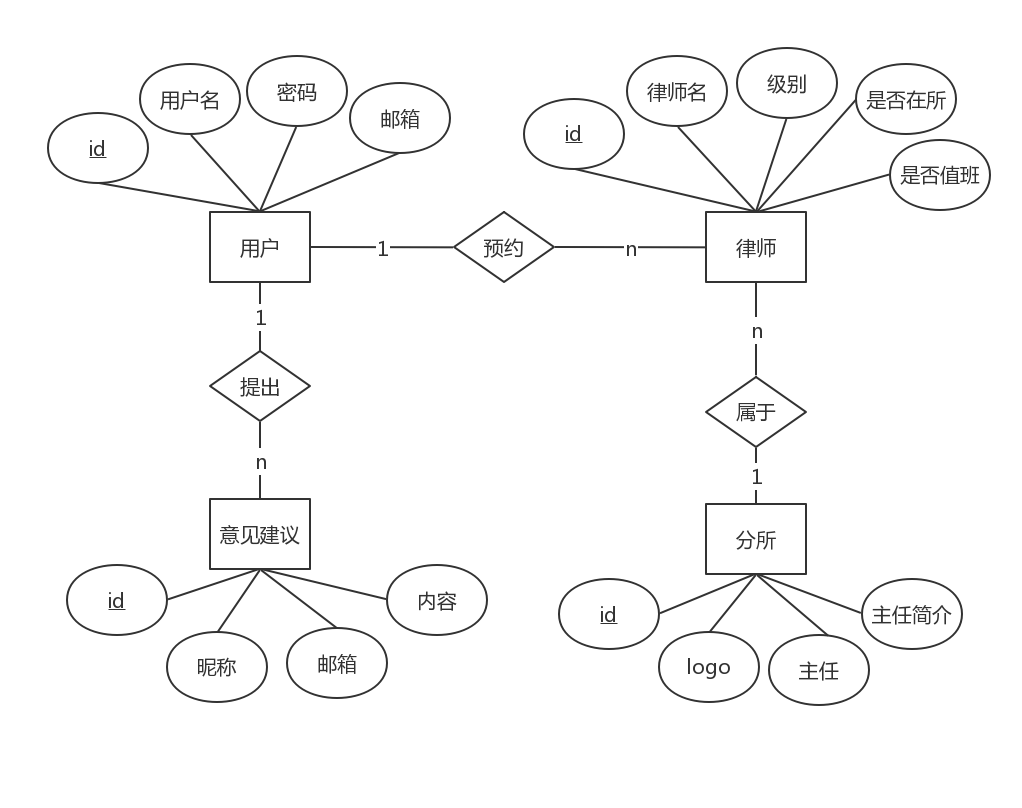 id
用户名
密码
邮箱
id
律师名
级别
是否在所
是否值班
用户
1
预约
n
律师
1
n
提出
属于
n
1
意见建议
分所
id
昵称
邮箱
内容
id
logo
主任
主任简介